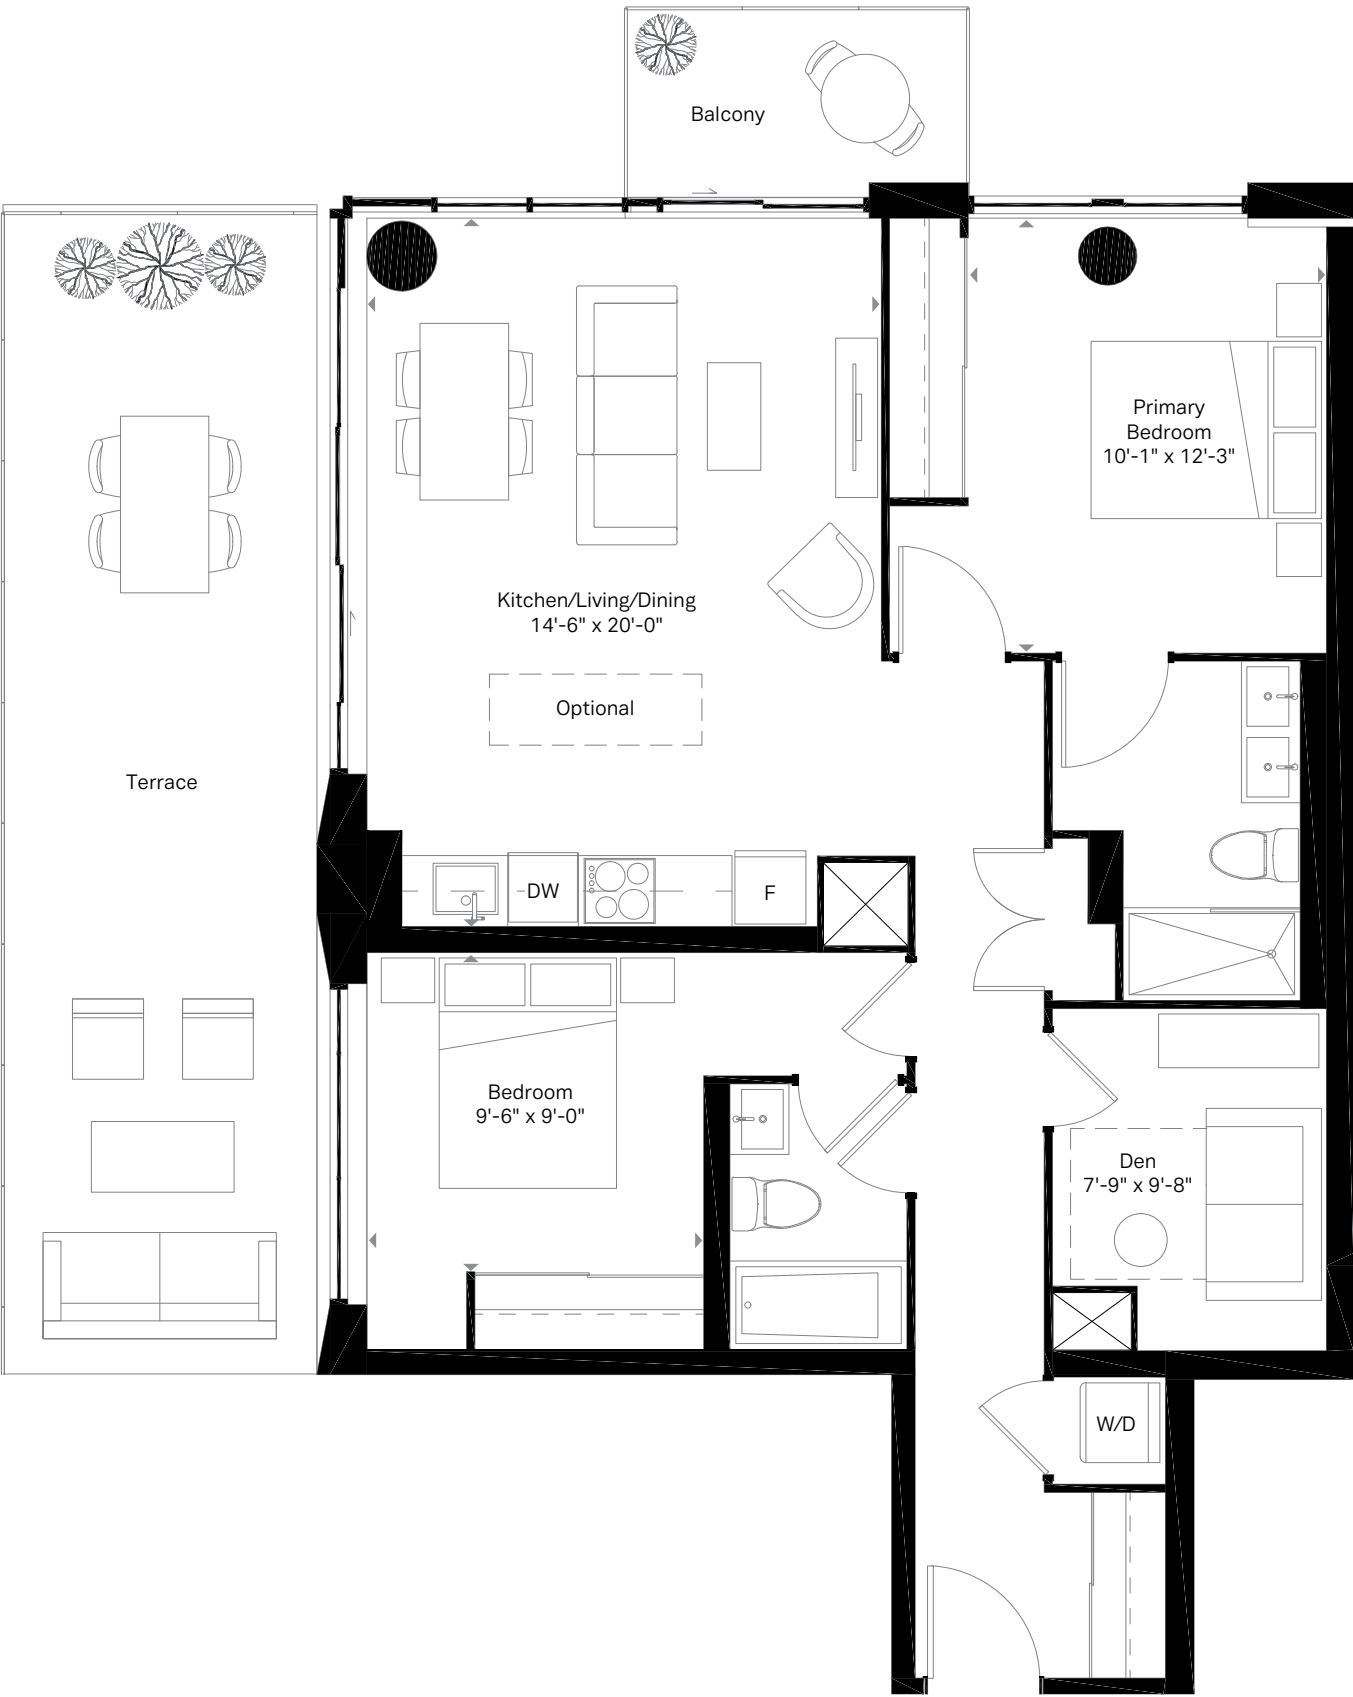 Balcony
Primary
Bedroom
10'-1" x 12'-3"
Kitchen/Living/Dining
14'-6" x 20'-0"
Optional
Terrace
DW
F
Bedroom
9'-6" x 9'-0"
Den
7'-9" x 9'-8"
W/D